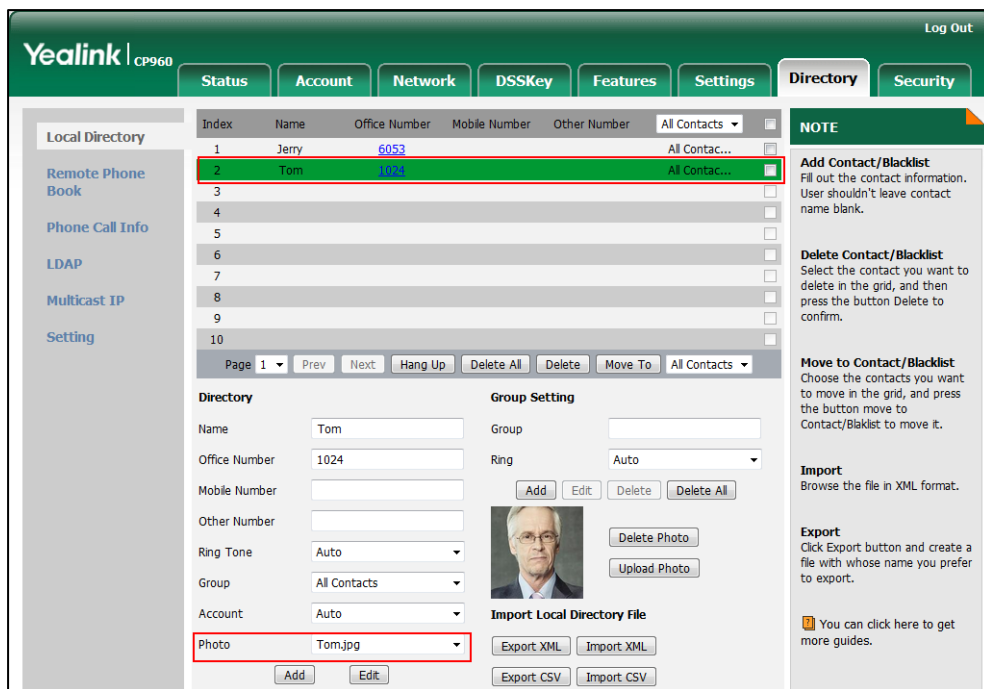 Log Out
Yealink CP960
Status Account Network DSSKey Features Settings Directory Security
Local Directory
Remote Phone
Book
Phone Call Info
LDAP
Multicast IP
Setting
Index Name Office Number Mobile Number Other Number All Contacts
1 Jerry 6053 All Contac...
2 Tom 1024 All Contac...
3
4
5
6
7
8
9
10
Page 1 Prev Next Hang Up Delete All Delete Move To All Contacts
Directory
Name Tom
Office Number 1024
Mobile Number
Other Number
Ring Tone Auto
Group All Contacts
Account Auto
Photo Tom.jpg
Add Edit
Group Setting
Group
Ring Auto
Add Edit Delete Delete All
Delete Photo
Upload Photo
Import Local Directory File
Export XML Import XML
Export CSV Import CSV
NOTE
Add Contact/Blacklist
Fill out the contact information.
User shouldn't leave contact
name blank.
Delete Contact/Blacklist
Select the contact you want to
delete in the grid, and then
press the button Delete to
confirm.
Move to Contact/Blacklist
Choose the contacts you want
to move in the grid, and press
the button move to
Contact/Blaklist to move it.
Import
Browse the file in XML format.
Export
Click Export button and create a
file with whose name you prefer
to export.
You can click here to get
more guides.